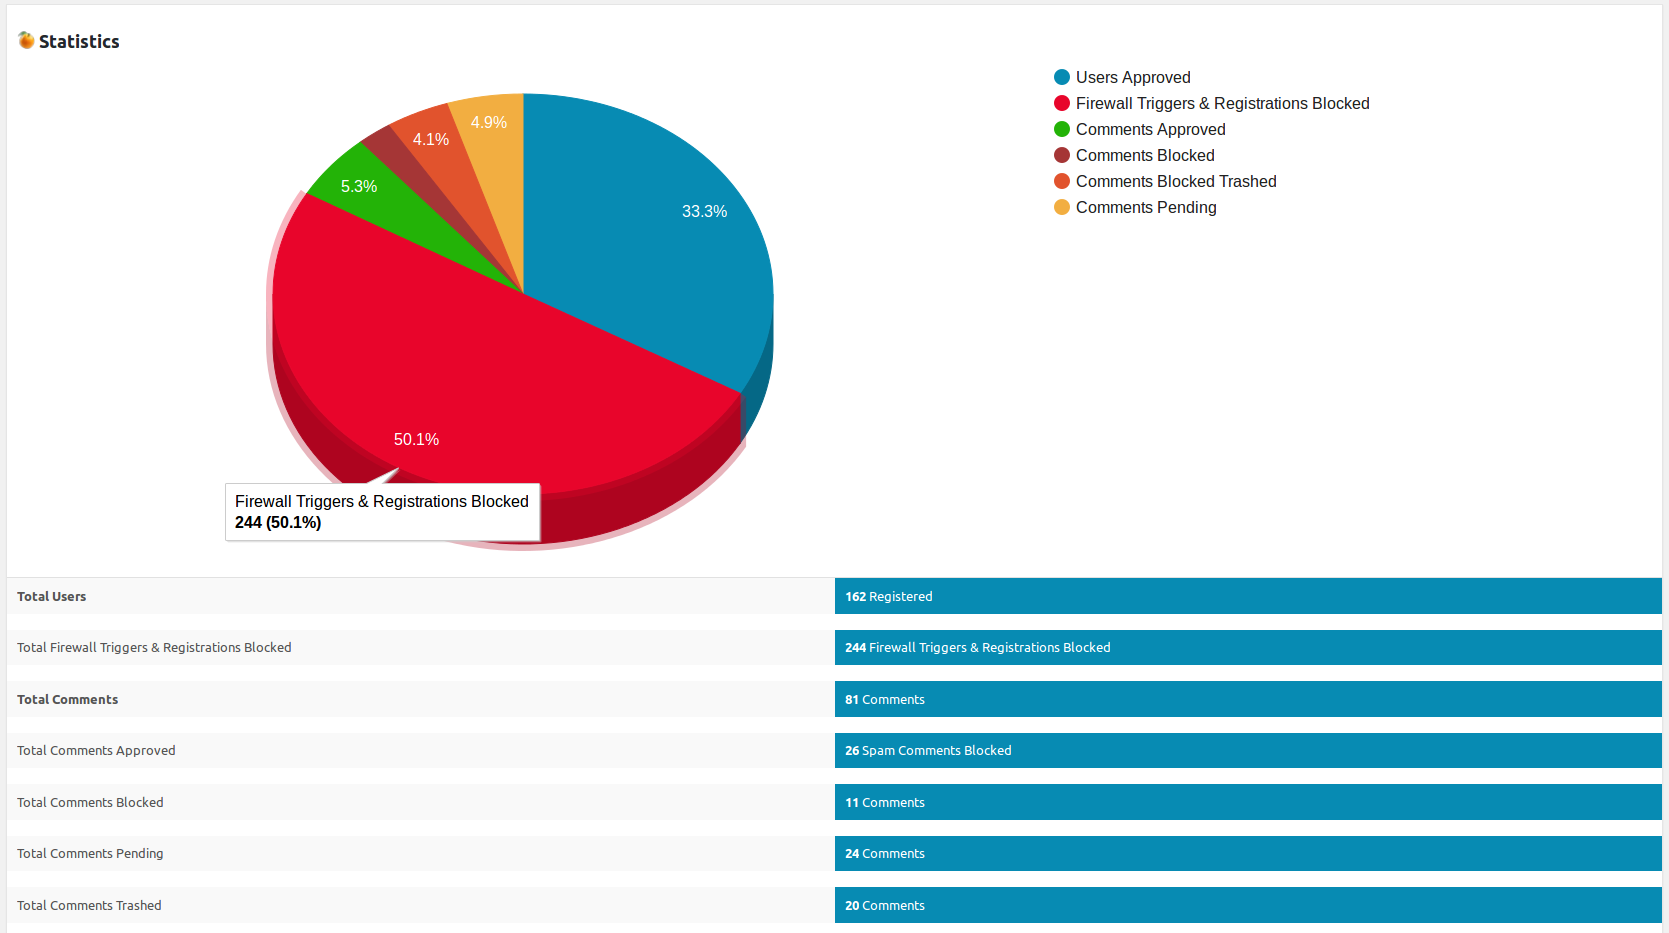 Statistics
Users Approved
Firewall Triggers & Registrations Blocked
Comments Approved
Comments Blocked
Comments Blocked Trashed
Comments Pending
4.9%
4.1%
5.3%
33.3%
50.1%
Firewall Triggers & Registrations Blocked
244 (50.1%)
Total Users
162 Registered
Total Firewall Triggers & Registrations Blocked
244 Firewall Triggers & Registrations Blocked
Total Comments
81 Comments
Total Comments Approved
26 Spam Comments Blocked
Total Comments Blocked
11 Comments
Total Comments Pending
24 Comments
Total Comments Trashed
20 Comments